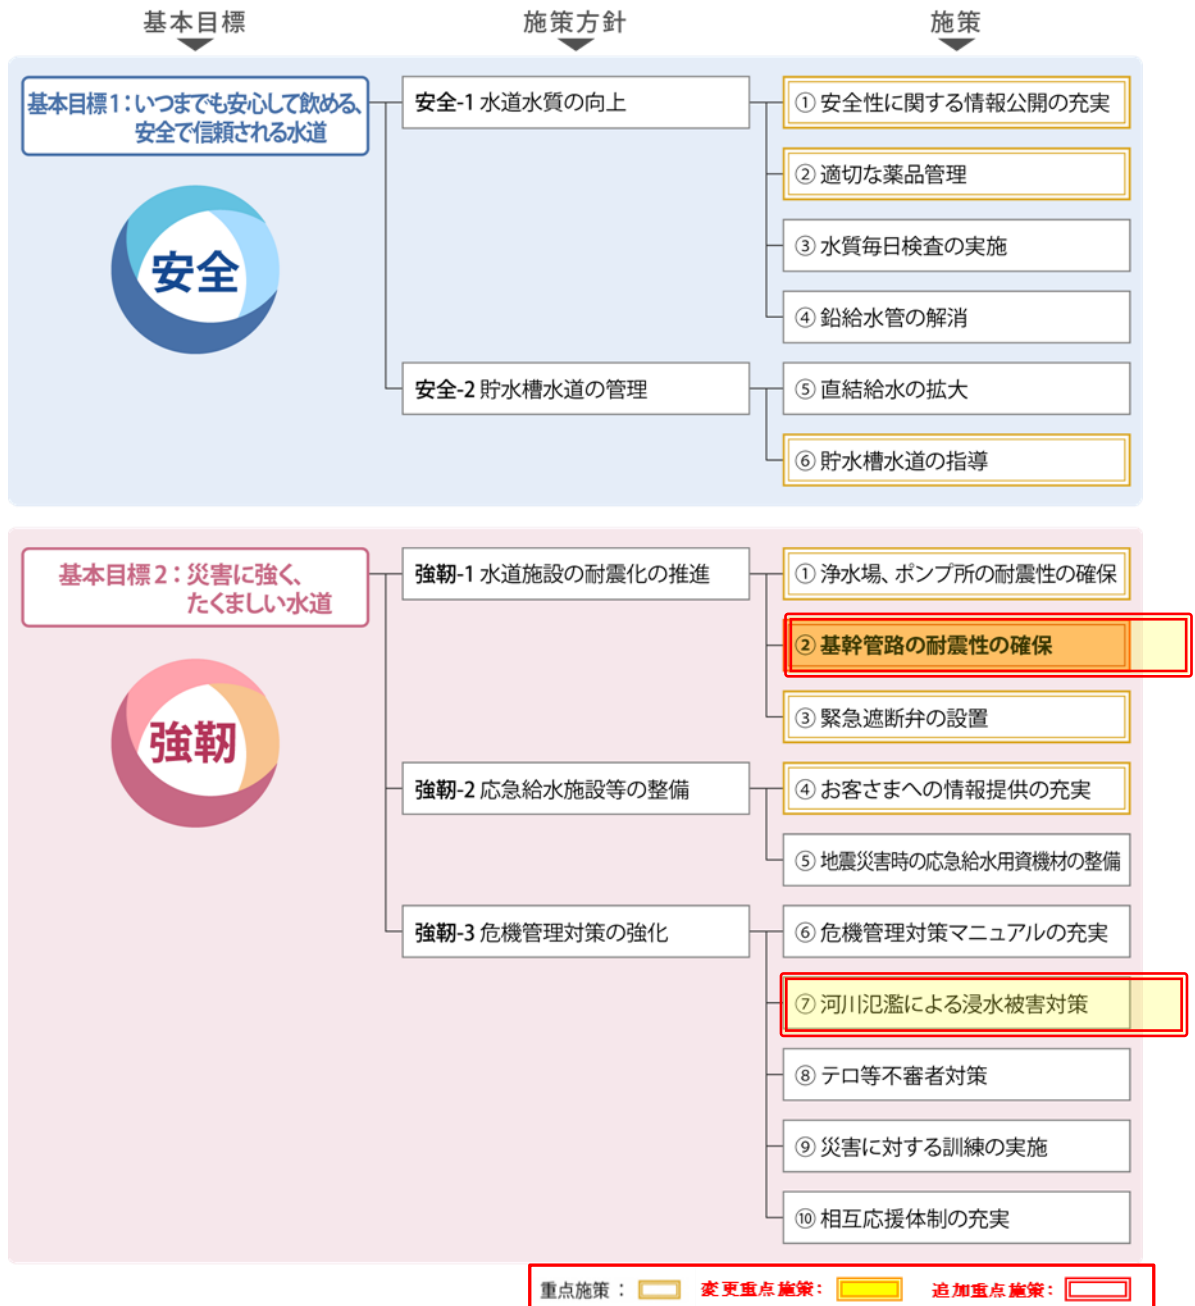 基本目標
施策方針
施策
基本目標1：いつまでも安心して飲める、
安全で信頼される水道
安全
安全-1 水道水質の向上
① 安全性に関する情報公開の充実
② 適切な薬品管理
③ 水質毎日検査の実施
④ 鉛給水管の解消
安全-2 貯水槽水道の管理
⑤ 直結給水の拡大
⑥ 貯水槽水道の指導
基本目標2：災害に強く、
たくましい水道
強靭
強靭-1 水道施設の耐震化の推進
① 浄水場、ポンプ所の耐震性の確保
② 基幹管路の耐震性の確保
③ 緊急遮断弁の設置
強靭-2 応急給水施設等の整備
④ お客さまへの情報提供の充実
⑤ 地震災害時の応急給水用資機材の整備
強靭-3 危機管理対策の強化
⑥ 危機管理対策マニュアルの充実
⑦ 河川氾濫による浸水被害対策
⑧ テロ等不審者対策
⑨ 災害に対する訓練の実施
⑩ 相互応援体制の充実
重点施策： 変更重点施策： 追加重点施策：